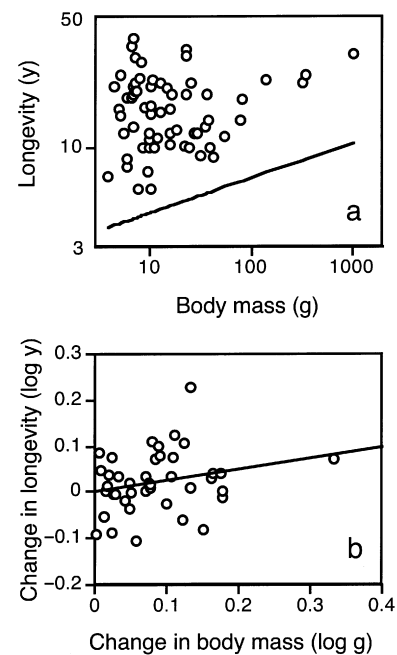 50
10
3
Longevity (y)
a
10 100 1000
Body mass (g)
0.3
0.2
0.1
0
−0.1
−0.2
Change in longevity (log y)
b
0 0.1 0.2 0.3 0.4
Change in body mass (log g)